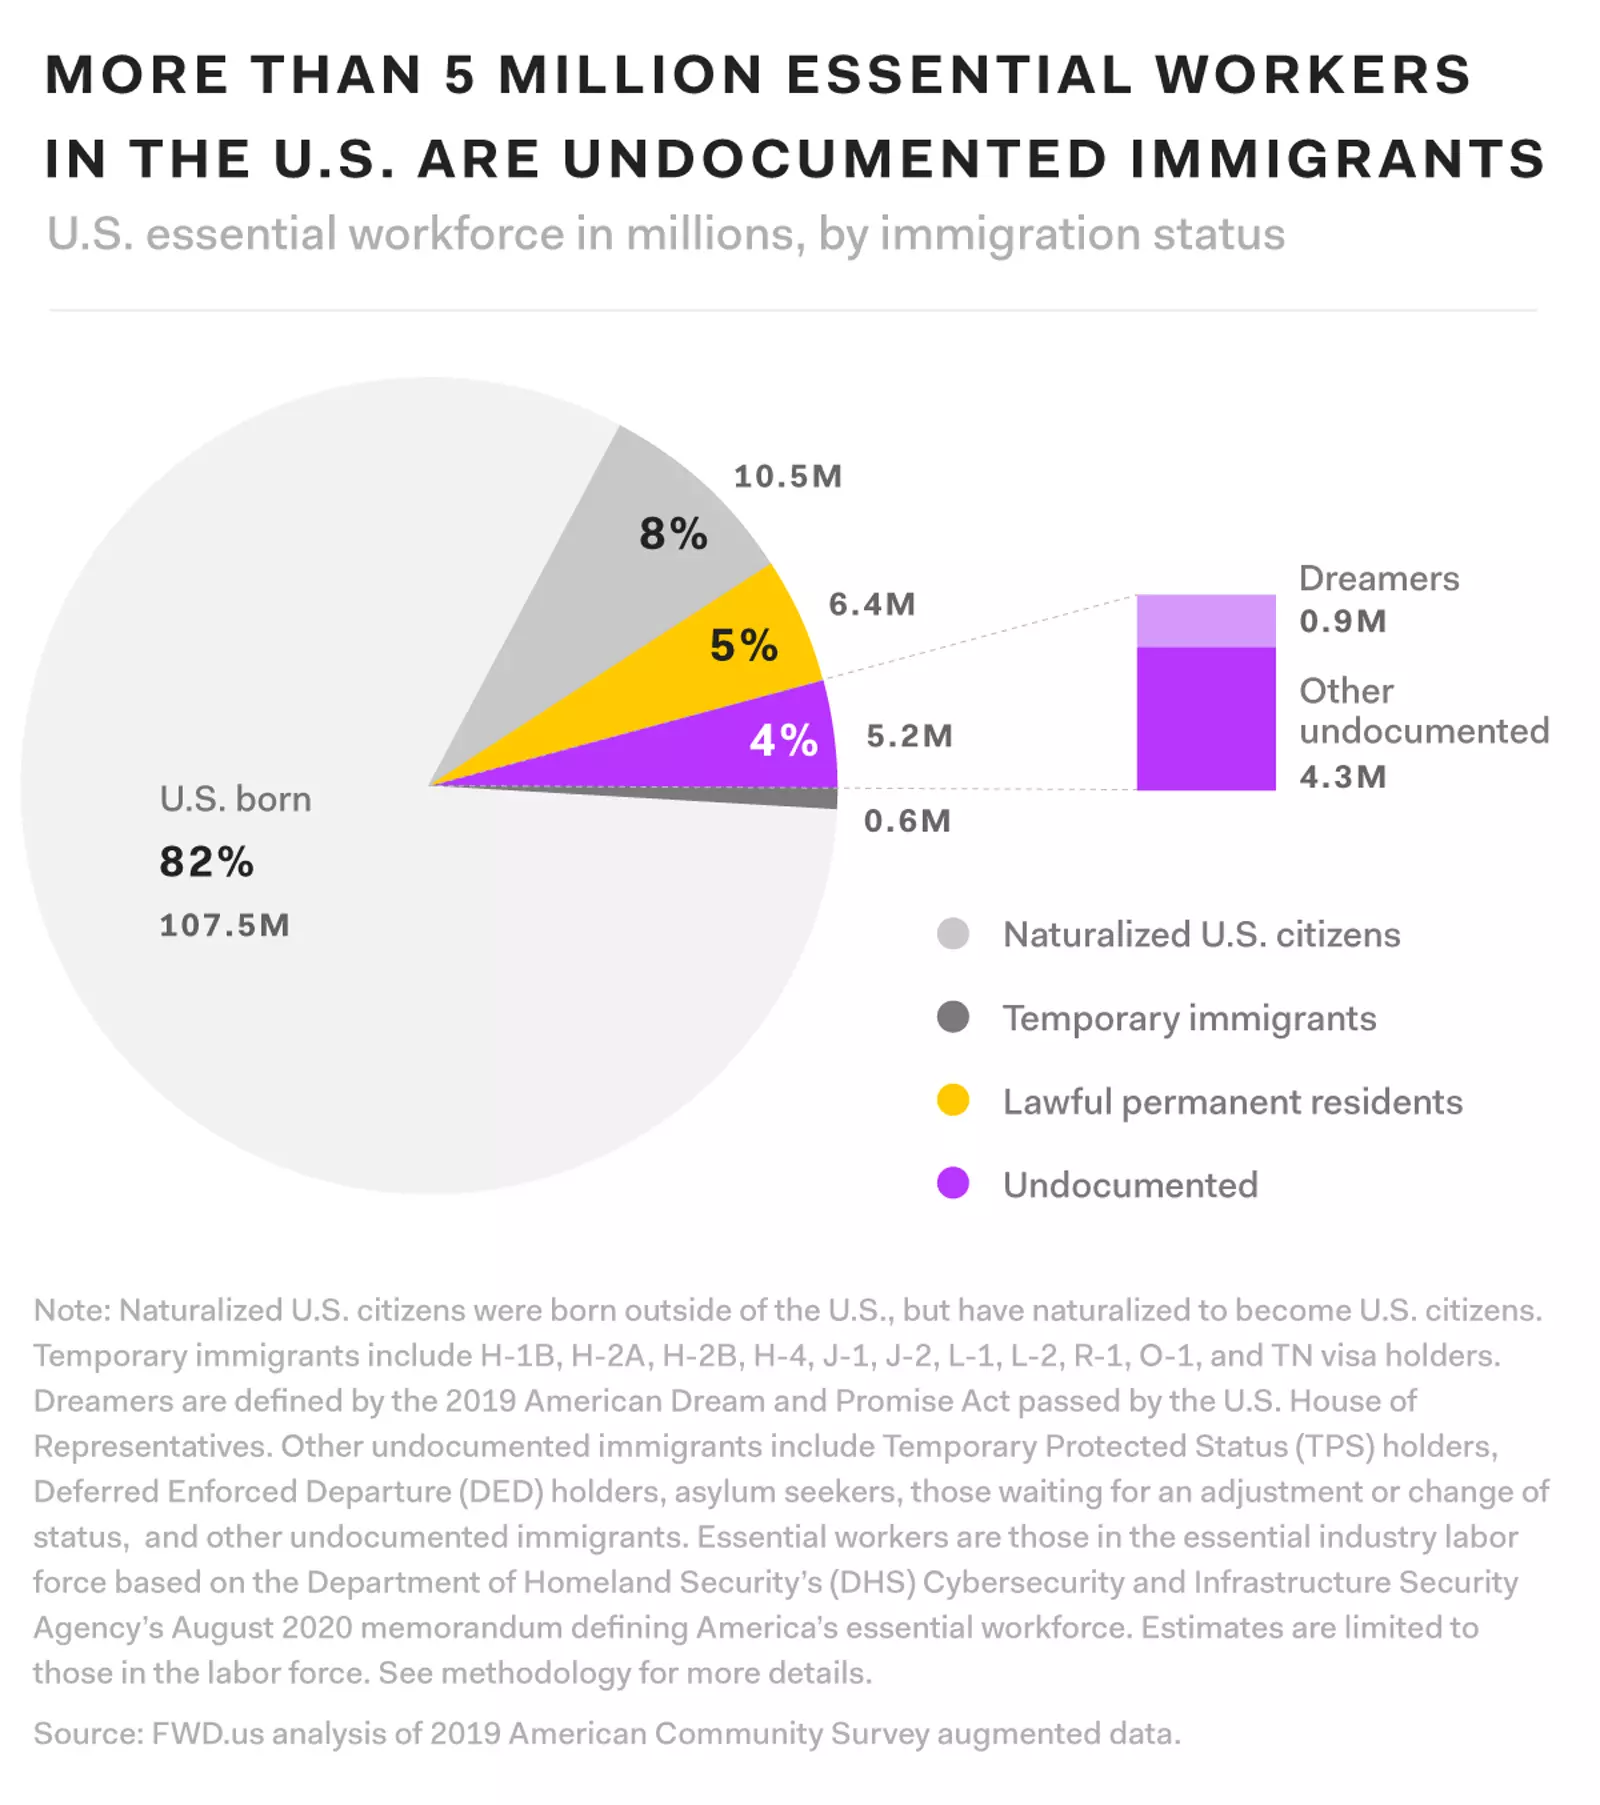 MORE THAN 5 MILLION ESSENTIAL WORKERS
IN THE U.S. ARE UNDOCUMENTED IMMIGRANTS
U.S. essential workforce in millions, by immigration status
10.5M
8%
6.4M
5%
5.2M
4%
0.6M
U.S. born
82%
107.5M
Dreamers
0.9M
Other
undocumented
4.3M
Naturalized U.S. citizens
Temporary immigrants
Lawful permanent residents
Undocumented
Note: Naturalized U.S. citizens were born outside of the U.S., but have naturalized to become U.S. citizens.
Temporary immigrants include H-1B, H-2A, H-2B, H-4, J-1, J-2, L-1, L-2, R-1, O-1, and TN visa holders.
Dreamers are defined by the 2019 American Dream and Promise Act passed by the U.S. House of
Representatives. Other undocumented immigrants include Temporary Protected Status (TPS) holders,
Deferred Enforced Departure (DED) holders, asylum seekers, those waiting for an adjustment or change of
status,  and other undocumented immigrants. Essential workers are those in the essential industry labor
force based on the Department of Homeland Security’s (DHS) Cybersecurity and Infrastructure Security
Agency’s August 2020 memorandum defining America’s essential workforce. Estimates are limited to
those in the labor force. See methodology for more details.
Source: FWD.us analysis of 2019 American Community Survey augmented data.